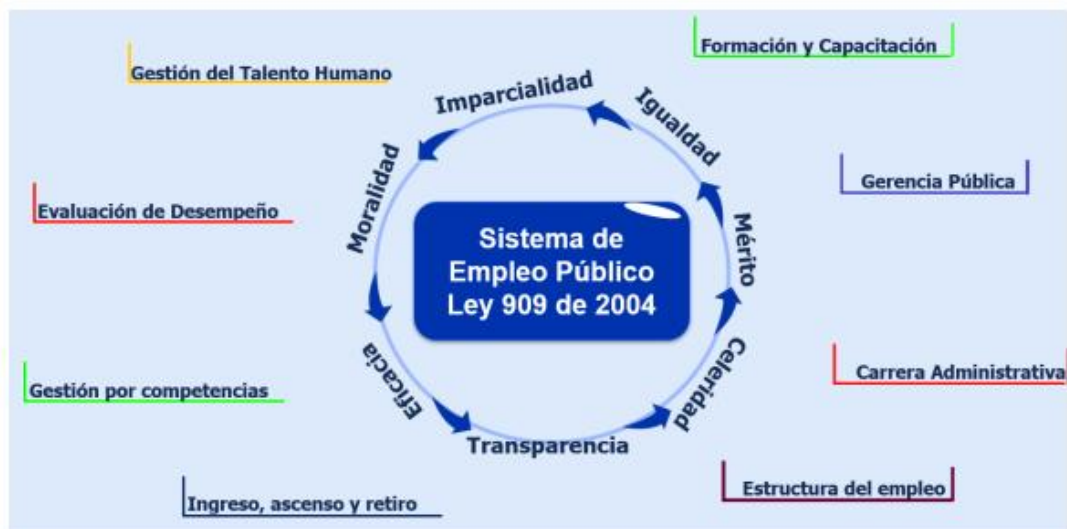 Formación y Capacitación
Gestión del Talento Humano
Imparcialidad
Igualdad
Moralidad
Gerencia Pública
Evaluación de Desempeño
Mérito
Sistema de
Empleo Público
Ley 909 de 2004
Eficacia
Celeridad
Carrera Administrativa
Gestión por competencias
Transparencia
Estructura del empleo
Ingreso, ascenso y retiro